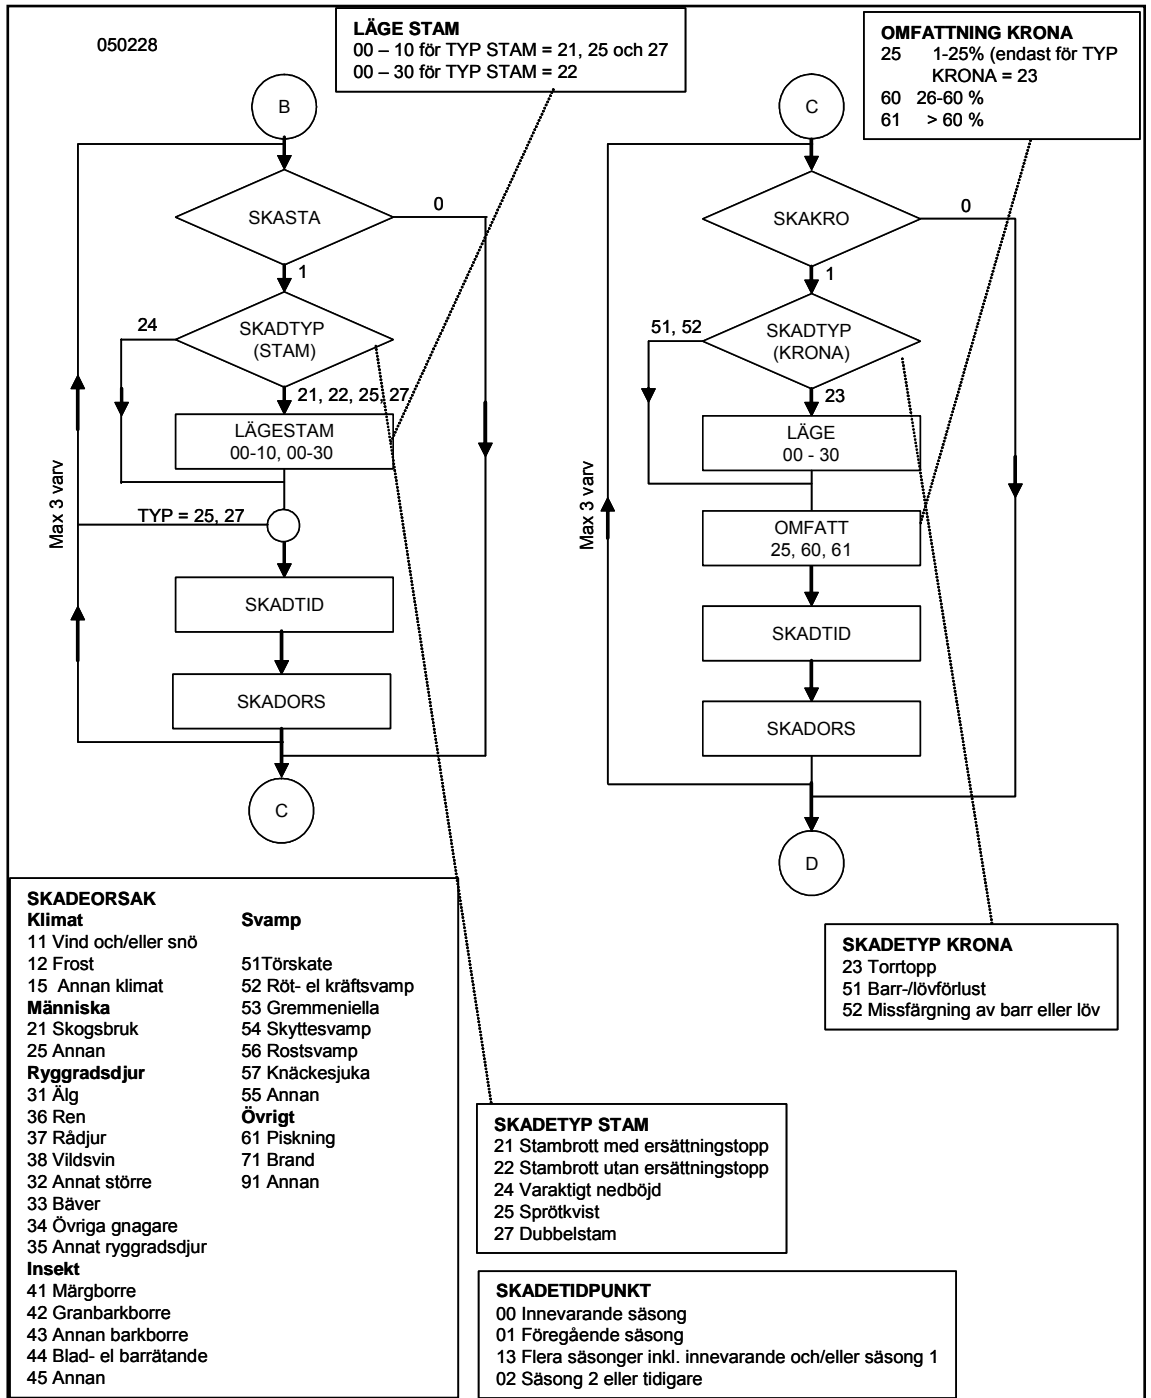 050228
LÄGE STAM
00 – 10 för TYP STAM = 21, 25 och 27
00 – 30 för TYP STAM = 22
OMFATTNING KRONA
25 1-25% (endast för TYP
KRONA = 23
60 26-60 %
61 > 60 %
B
SKASTA
0
1
24
SKADTYP
(STAM)
21, 22, 25, 27
LÄGESTAM
00-10, 00-30
TYP = 25, 27
Max 3 varv
SKADTID
SKADORS
C
C
SKAKRO
0
1
51, 52
SKADTYP
(KRONA)
23
LÄGE
00 - 30
Max 3 varv
OMFATT
25, 60, 61
SKADTID
SKADORS
D
SKADEORSAK
Klimat
11 Vind och/eller snö
12 Frost
15 Annan klimat
Människa
21 Skogsbruk
25 Annan
Ryggradsdjur
31 Älg
36 Ren
37 Rådjur
38 Vildsvin
32 Annat större
33 Bäver
34 Övriga gnagare
35 Annat ryggradsdjur
Insekt
41 Märgborre
42 Granbarkborre
43 Annan barkborre
44 Blad- el barrätande
45 Annan
Svamp
51Törskate
52 Röt- el kräftsvamp
53 Gremmeniella
54 Skyttesvamp
56 Rostsvamp
57 Knäckesjuka
55 Annan
Övrigt
61 Piskning
71 Brand
91 Annan
SKADETYP KRONA
23 Torrtopp
51 Barr-/lövförlust
52 Missfärgning av barr eller löv
SKADETYP STAM
21 Stambrott med ersättningstopp
22 Stambrott utan ersättningstopp
24 Varaktigt nedböjd
25 Sprötkvist
27 Dubbelstam
SKADETIDPUNKT
00 Innevarande säsong
01 Föregående säsong
13 Flera säsonger inkl. innevarande och/eller säsong 1
02 Säsong 2 eller tidigare